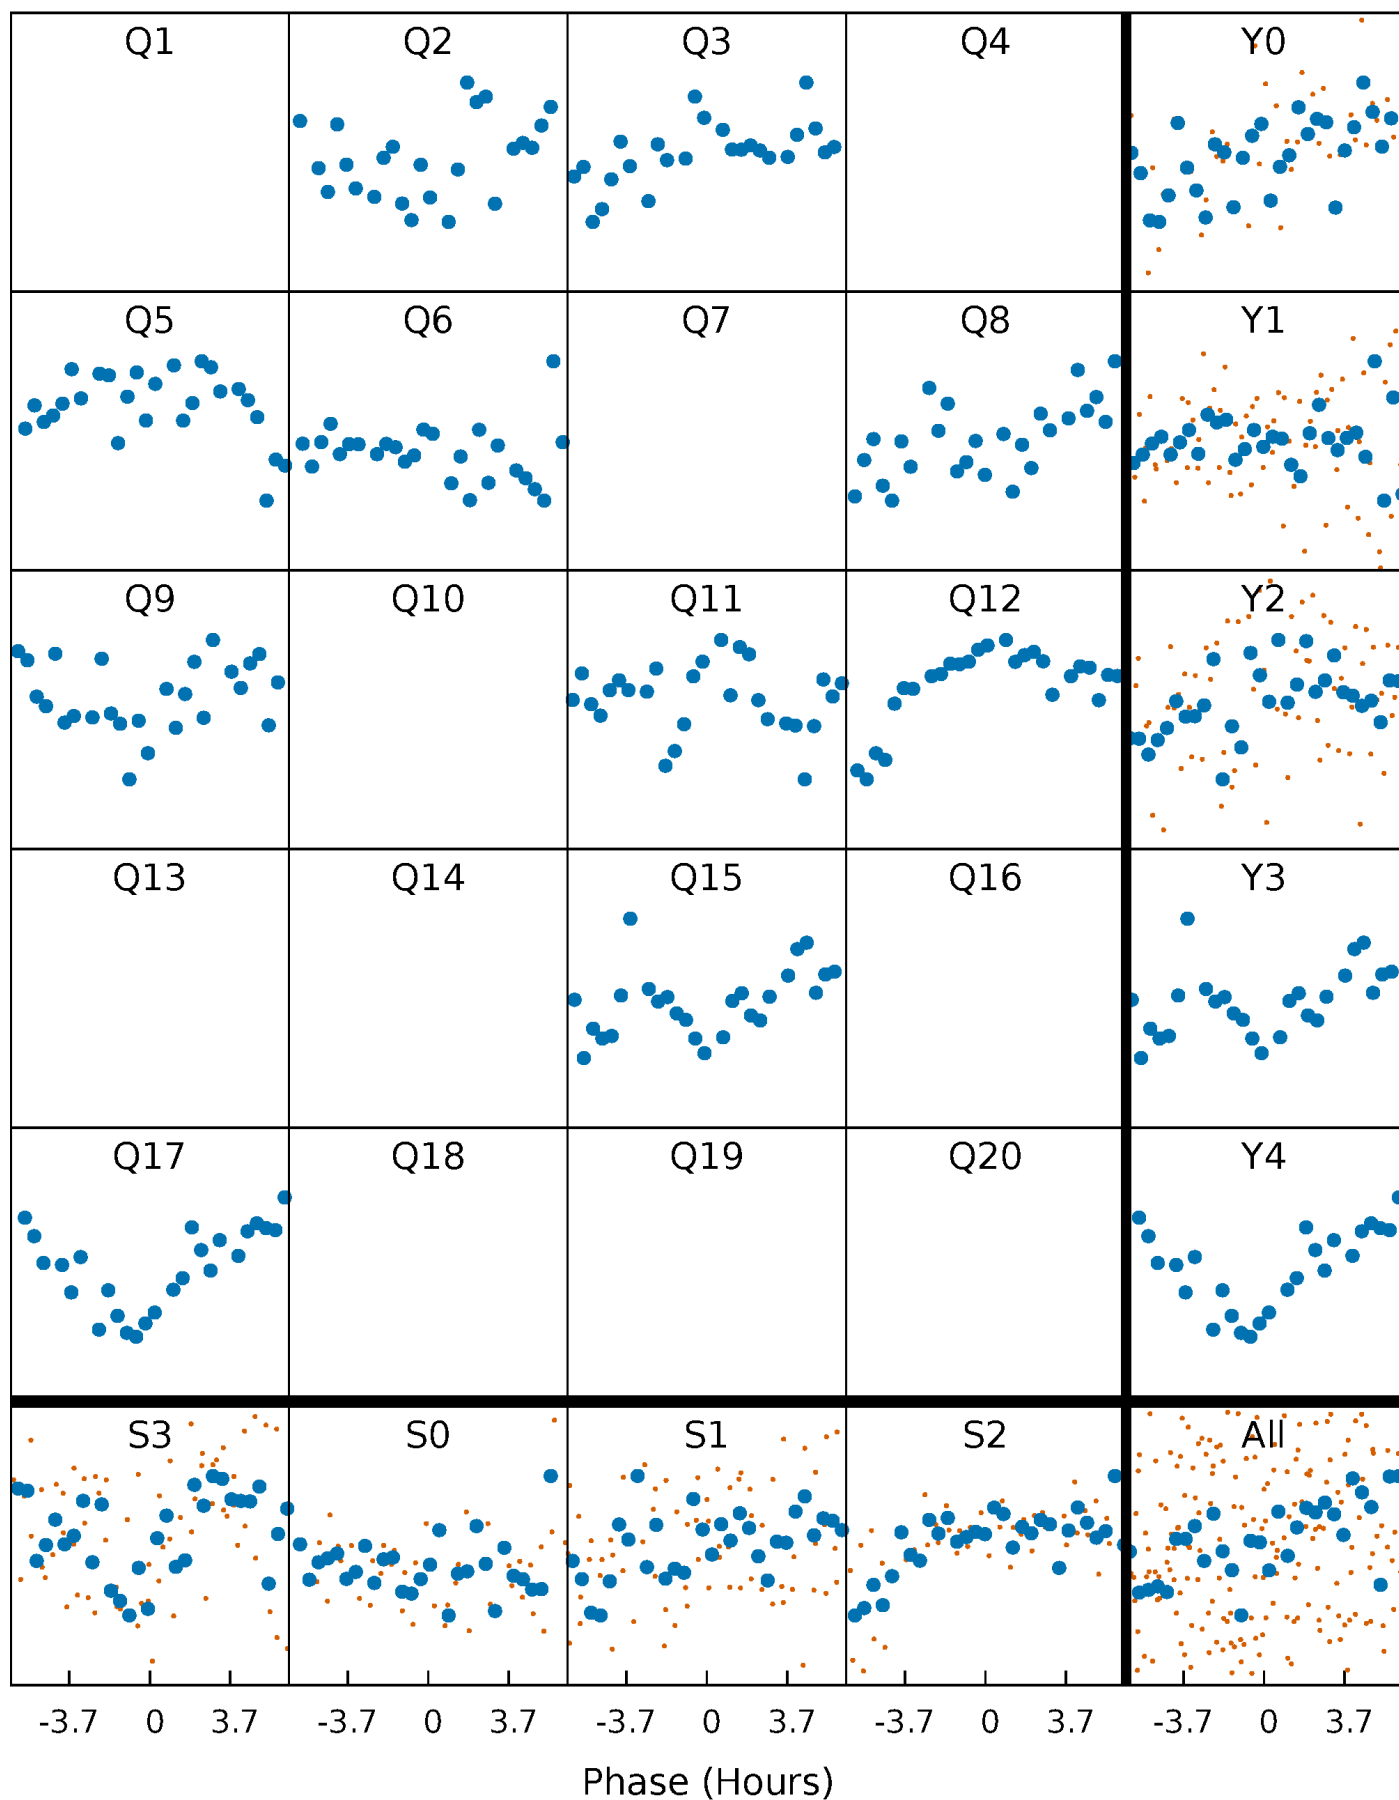 Q1 Q2 Q3 Q4 Y0
Q5 Q6 Q7 Q8 Y1
Q9 Q10 Q11 Q12 Y2
Q13 Q14 Q15 Q16 Y3
Q17 Q18 Q19 Q20 Y4
S3 S0 S1 S2 All
-3.7 0 3.7 -3.7 0 3.7 -3.7 0 3.7 -3.7 0 3.7 -3.7 0 3.7
Phase (Hours)